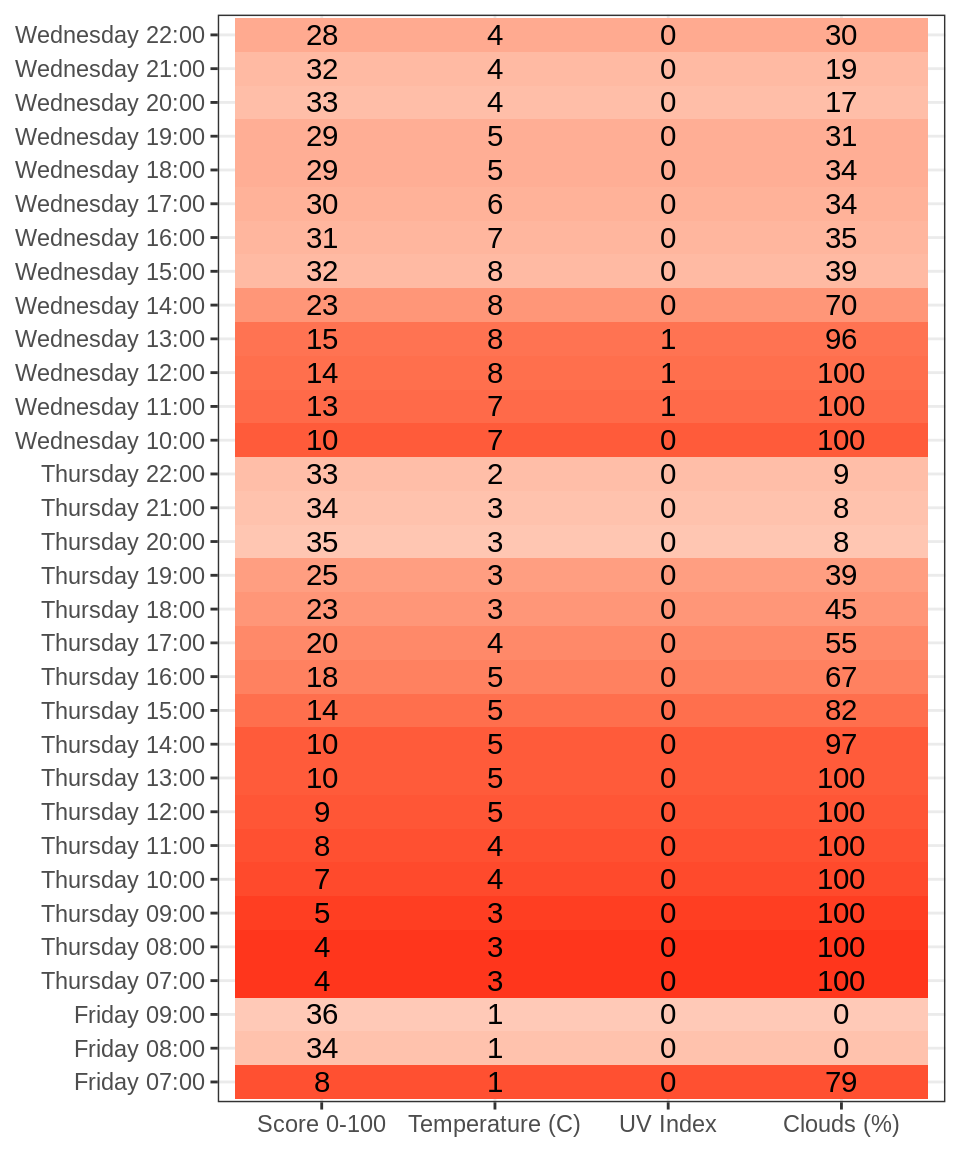 Wednesday 22:00 28 4 0 30
Wednesday 21:00 32 4 0 19
Wednesday 20:00 33 4 0 17
Wednesday 19:00 29 5 0 31
Wednesday 18:00 29 5 0 34
Wednesday 17:00 30 6 0 34
Wednesday 16:00 31 7 0 35
Wednesday 15:00 32 8 0 39
Wednesday 14:00 23 8 0 70
Wednesday 13:00 15 8 1 96
Wednesday 12:00 14 8 1 100
Wednesday 11:00 13 7 1 100
Wednesday 10:00 10 7 0 100
Thursday 22:00 33 2 0 9
Thursday 21:00 34 3 0 8
Thursday 20:00 35 3 0 8
Thursday 19:00 25 3 0 39
Thursday 18:00 23 3 0 45
Thursday 17:00 20 4 0 55
Thursday 16:00 18 5 0 67
Thursday 15:00 14 5 0 82
Thursday 14:00 10 5 0 97
Thursday 13:00 10 5 0 100
Thursday 12:00 9 5 0 100
Thursday 11:00 8 4 0 100
Thursday 10:00 7 4 0 100
Thursday 09:00 5 3 0 100
Thursday 08:00 4 3 0 100
Thursday 07:00 4 3 0 100
Friday 09:00 36 1 0 0
Friday 08:00 34 1 0 0
Friday 07:00 8 1 0 79
Score 0-100 Temperature (C) UV Index Clouds (%)